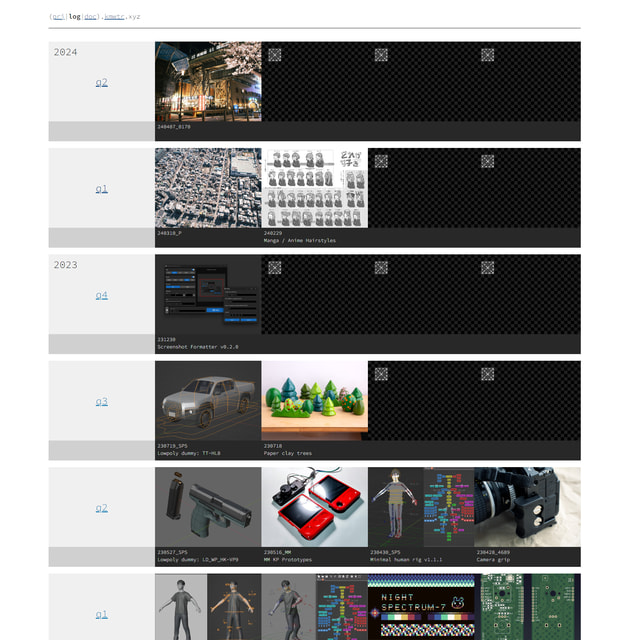 {prj|log|doc}.kmwtr.xyz
2024
q2
240407_0170
q1
240310_P
240229
Manga / Anime Hairstyles
2023
q4
231230
Screenshot Formatter v0.2.0
q3
230719_SPS
Lowpoly dummy: TT-HL8
230718
Paper clay trees
q2
230527_SPS
Lowpoly dummy: LD_WP_HK-VP9
230516_MM
MM KP Prototypes
230430_SPS
Minimal human rig v1.1.1
230428_4609
Camera grip
q1
NIGHT
SPECTRUM-7